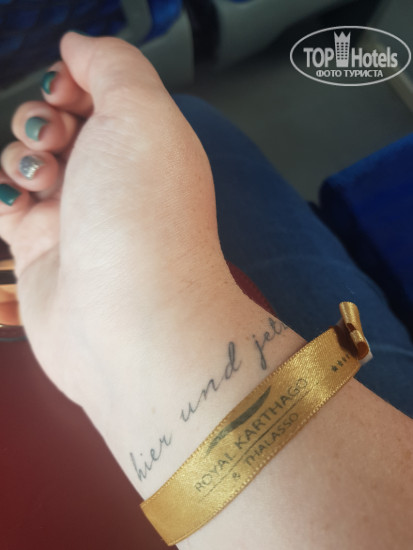 TOP Hotels
ФОТО ТУРИСТА
hier und jet
ROYAL KARTHAGO
& THALASSO